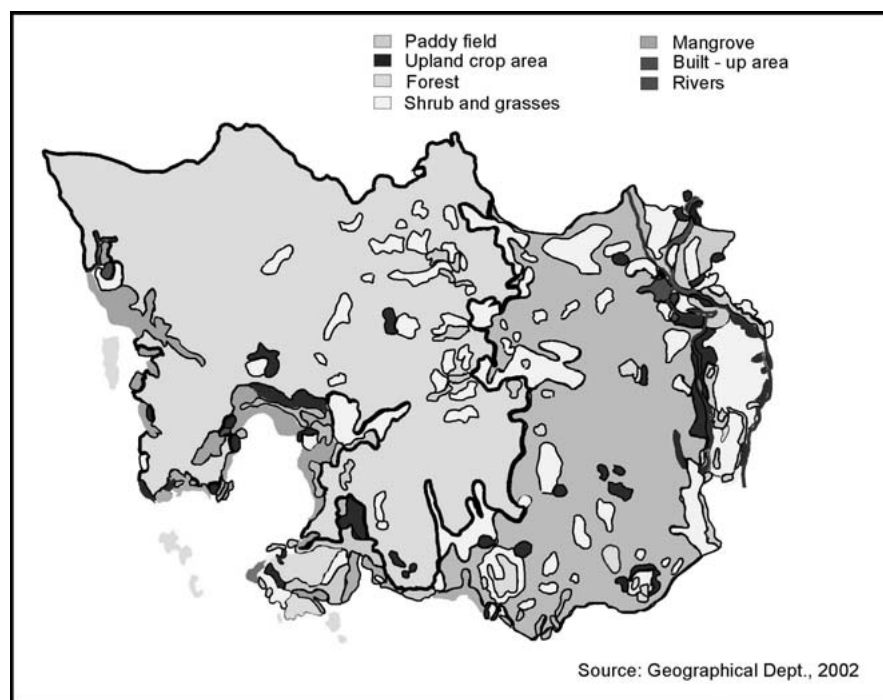 Paddy field
Upland crop area
Forest
Shrub and grasses
Mangrove
Built - up area
Rivers
Source: Geographical Dept., 2002